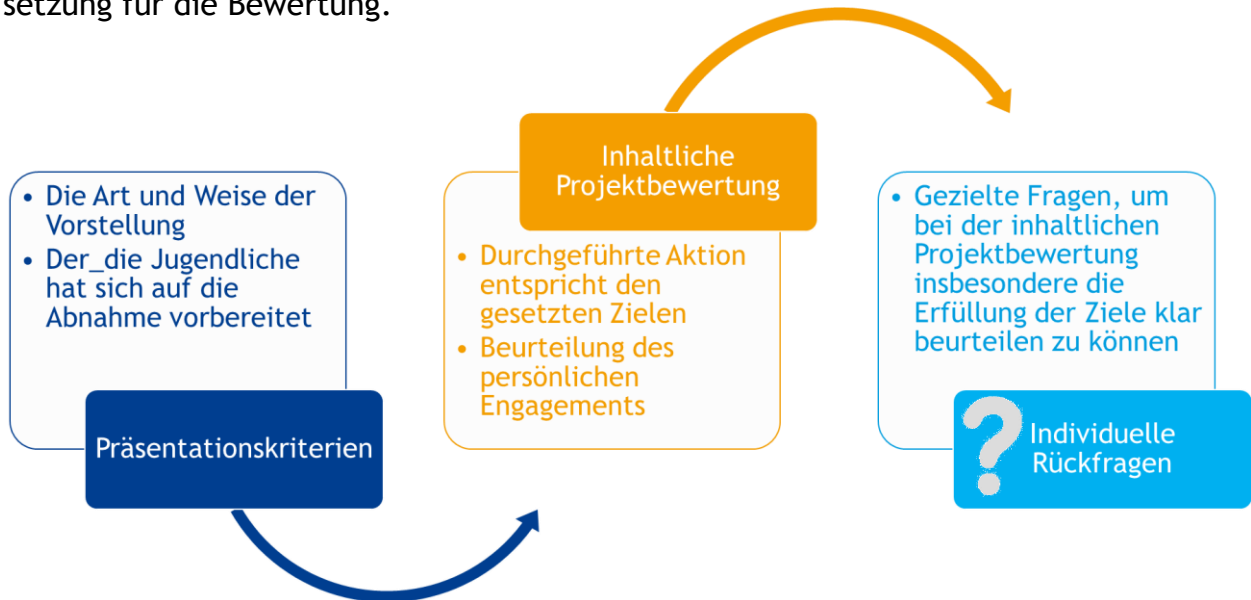 setzung für die Bewertung.
• Die Art und Weise der
Vorstellung
• Der_die Jugendliche
hat sich auf die
Abnahme vorbereitet
Präsentationskriterien
Inhaltliche
Projektbewertung
• Durchgeführte Aktion
entspricht den
gesetzten Zielen
• Beurteilung des
persönlichen
Engagements
• Gezielte Fragen, um
bei der inhaltlichen
Projektbewertung
insbesondere die
Erfüllung der Ziele klar
beurteilen zu können
?
Individuelle
Rückfragen